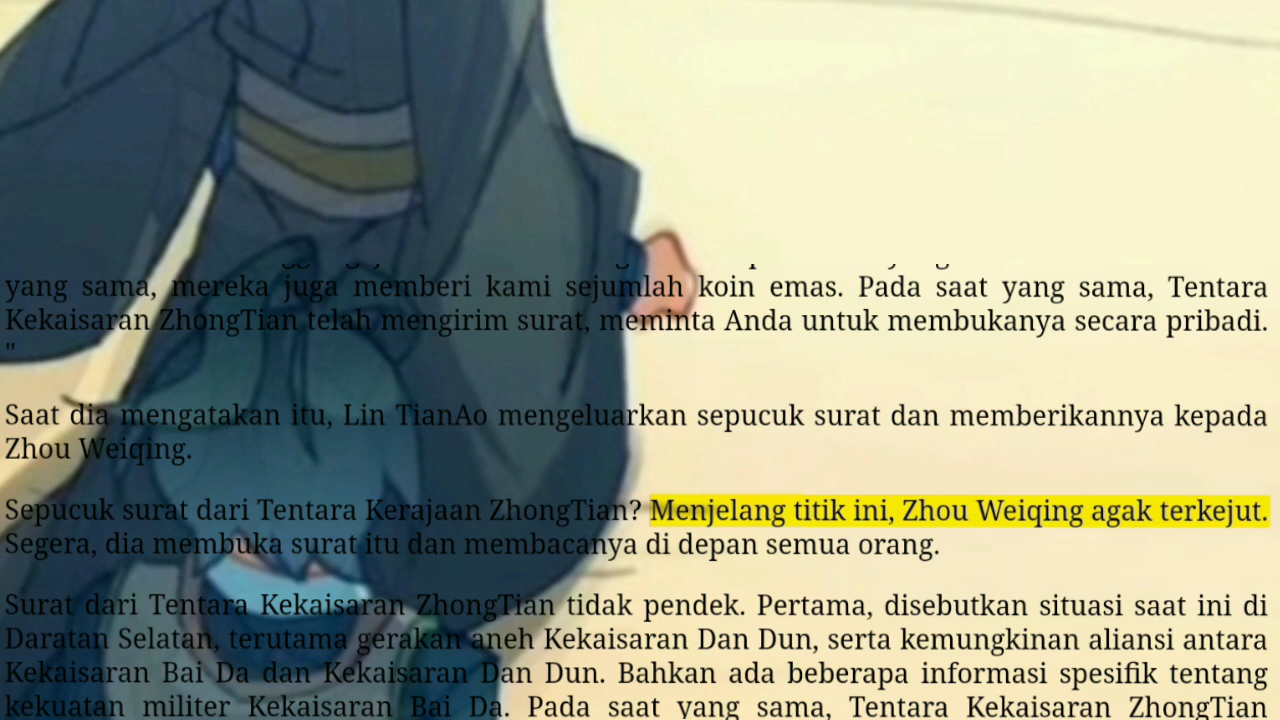 yang sama, mereka juga memberi kami sejumlah koin emas. Pada saat yang sama, Tentara
Kekaisaran ZhongTian telah mengirim surat, meminta Anda untuk membukanya secara pribadi.
"
Saat dia mengatakan itu, Lin TianAo mengeluarkan sepucuk surat dan memberikannya kepada
Zhou Weiqing.
Sepucuk surat dari Tentara Kerajaan ZhongTian? Menjelang titik ini, Zhou Weiqing agak terkejut.
Segera, dia membuka surat itu dan membacanya di depan semua orang.
Surat dari Tentara Kekaisaran ZhongTian tidak pendek. Pertama, disebutkan situasi saat ini di
Daratan Selatan, terutama gerakan aneh Kekaisaran Dan Dun, serta kemungkinan aliansi antara
Kekaisaran Bai Da dan Kekaisaran Dan Dun. Bahkan ada beberapa informasi spesifik tentang
kekuatan militer Kekaisaran Bai Da. Pada saat yang sama, Tentara Kekaisaran ZhongTian